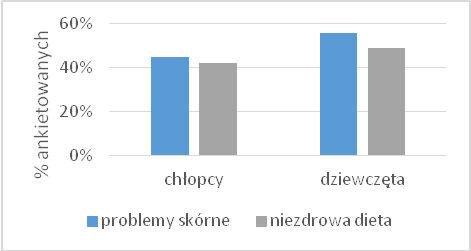 % ankietowanych
60%
40%
20%
0%
chłopcy dziewczęta
problemy skórne niezdrowa dieta